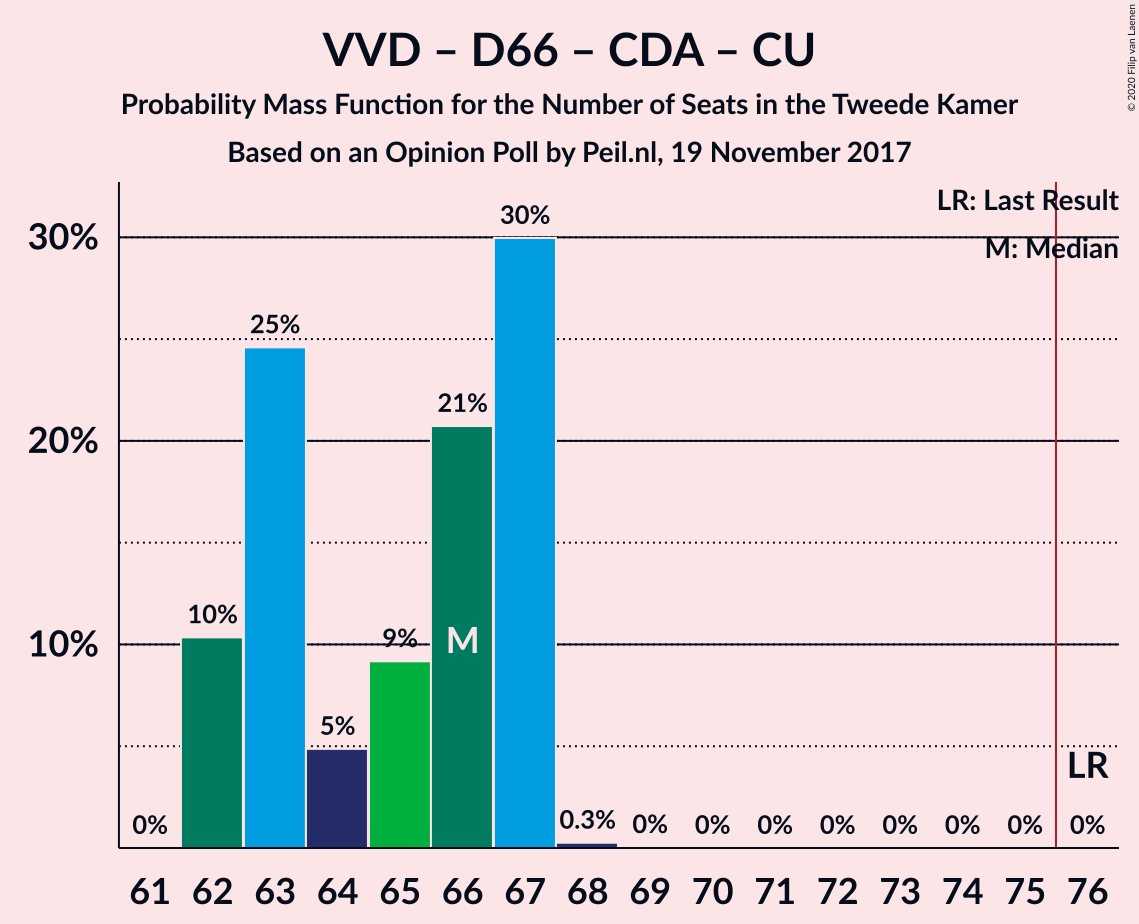 VVD – D66 – CDA – CU
Probability Mass Function for the Number of Seats in the Tweede Kamer
Based on an Opinion Poll by Peil.nl, 19 November 2017
© 2020 Filip van Laenen
LR: Last Result
M: Median
30%
20%
10%
0%
10%
25%
5%
9%
21%
M
30%
0.3%
0%
0%
0%
0%
0%
0%
0%
0%
LR
61 62 63 64 65 66 67 68 69 70 71 72 73 74 75 76